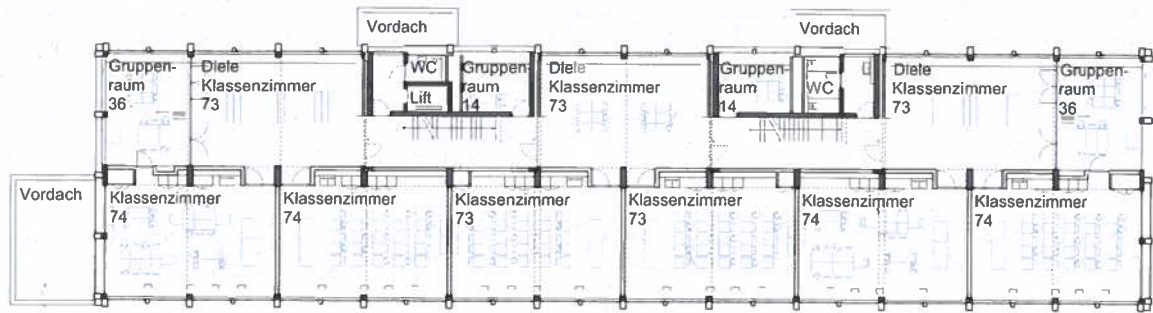 Vordach
Vordach
Gruppen-
raum
36
Diele
Klassenzimmer
73
WC
Lift
Gruppen-
raum
14
Diele
Klassenzimmer
73
Gruppen-
raum
14
WC
Diele
Klassenzimmer
73
Gruppen-
raum
36
Vordach
Klassenzimmer
74
Klassenzimmer
74
Klassenzimmer
73
Klassenzimmer
73
Klassenzimmer
74
Klassenzimmer
74